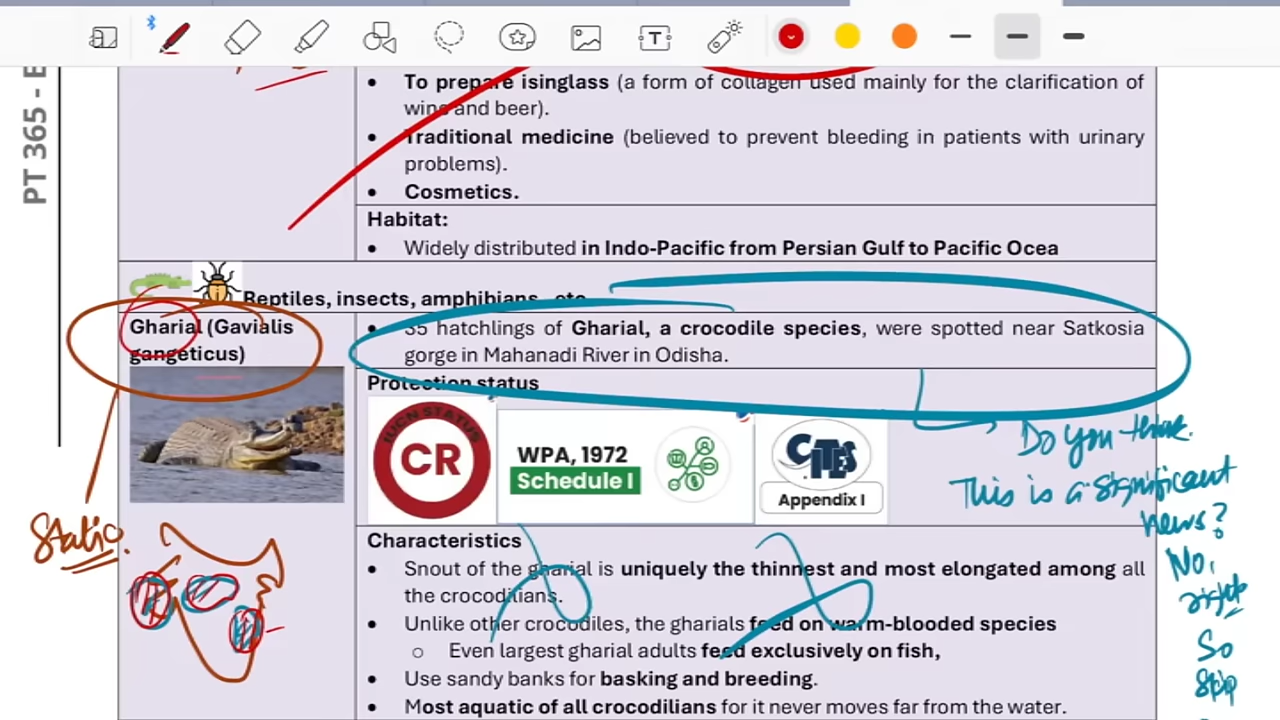 PT 365 - E
To prepare isinglass (a form of collagen used mainly for the clarification of
wine and beer).
Traditional medicine (believed to prevent bleeding in patients with urinary
problems).
Cosmetics.
Habitat:
Widely distributed in Indo-Pacific from Persian Gulf to Pacific Ocea
Reptiles, insects, amphibians, etc
Gharial (Gavialis
gangeticus)
35 hatchlings of Gharial, a crocodile species, were spotted near Satkosia
gorge in Mahanadi River in Odisha.
Protection status
IUCN STATUS
CR
WPA, 1972
Schedule I
CITES
Appendix I
Do you think
This is a significant
news?
No,
right
So
Skip
Static
Characteristics
Snout of the gharial is uniquely the thinnest and most elongated among all
the crocodilians.
Unlike other crocodiles, the gharials feed on warm-blooded species
Even largest gharial adults feed exclusively on fish,
Use sandy banks for basking and breeding.
Most aquatic of all crocodilians for it never moves far from the water.